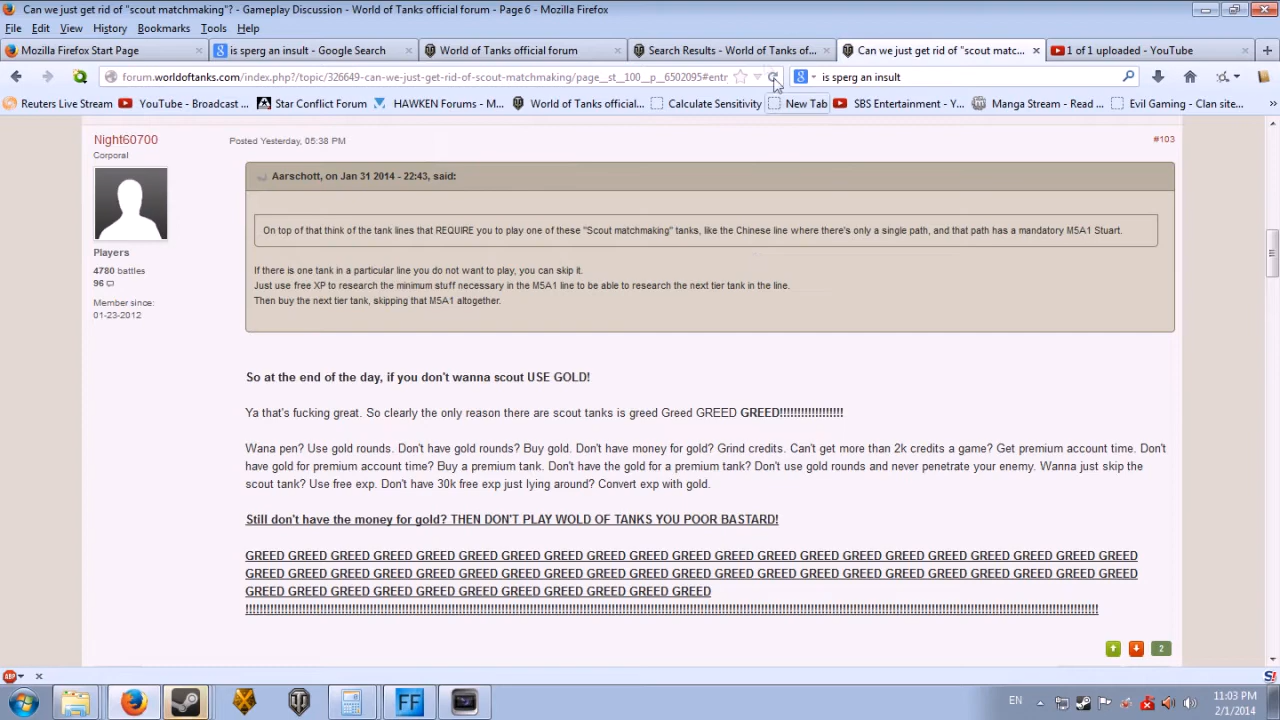 Can we just get rid of "scout matchmaking"? - Gameplay Discussion - World of Tanks official forum - Page 6 - Mozilla Firefox
File Edit View History Bookmarks Tools Help
Mozilla Firefox Start Page
is sperg an insult - Google Search
World of Tanks official forum
Search Results - World of Tanks of...
Can we just get rid of "scout matc...
1 of 1 uploaded - YouTube
forum.worldoftanks.com/index.php?/topic/326649-can-we-just-get-rid-of-scout-matchmaking/page__st__100__p__6502095#entr
is sperg an insult
Reuters Live Stream
YouTube - Broadcast ...
Star Conflict Forum
HAWKEN Forums - M...
World of Tanks official...
Calculate Sensitivity
New Tab
SBS Entertainment - Y...
Manga Stream - Read ...
Evil Gaming - Clan site...
Night60700
Corporal
Posted Yesterday, 05:38 PM
#103
Players
4780 battles
96
Member since:
01-23-2012
Aarschott, on Jan 31 2014 - 22:43, said:
On top of that think of the tank lines that REQUIRE you to play one of these "Scout matchmaking" tanks, like the Chinese line where there's only a single path, and that path has a mandatory M5A1 Stuart.
If there is one tank in a particular line you do not want to play, you can skip it.
Just use free XP to research the minimum stuff necessary in the M5A1 line to be able to research the next tier tank in the line.
Then buy the next tier tank, skipping that M5A1 altogether.
So at the end of the day, if you don't wanna scout USE GOLD!
Ya that's fucking great. So clearly the only reason there are scout tanks is greed Greed GREED GREED!!!!!!!!!!!!!!!!!!
Wana pen? Use gold rounds. Don't have gold rounds? Buy gold. Don't have money for gold? Grind credits. Can't get more than 2k credits a game? Get premium account time. Don't
have gold for premium account time? Buy a premium tank. Don't have the gold for a premium tank? Don't use gold rounds and never penetrate your enemy. Wanna just skip the
scout tank? Use free exp. Don't have 30k free exp just lying around? Convert exp with gold.
Still don't have the money for gold? THEN DON'T PLAY WOLD OF TANKS YOU POOR BASTARD!
GREED GREED GREED GREED GREED GREED GREED GREED GREED GREED GREED GREED GREED GREED GREED GREED GREED GREED GREED GREED GREED
GREED GREED GREED GREED GREED GREED GREED GREED GREED GREED GREED GREED GREED GREED GREED GREED GREED GREED GREED GREED GREED
GREED GREED GREED GREED GREED GREED GREED GREED GREED GREED GREED
!!!!!!!!!!!!!!!!!!!!!!!!!!!!!!!!!!!!!!!!!!!!!!!!!!!!!!!!!!!!!!!!!!!!!!!!!!!!!!!!!!!!!!!!!!!!!!!!!!!!!!!!!!!!!!!!!!!!!!!!!!!!!!!!!!!!!!!!!!!!!!!!!!!!!!!!!!!!!!!!!!!!!!!!!!!!!!!!!!!!!!!!!!!!!!!!!!!!!!!!!!!!!!!!!!!!!!!!
2
ABP
S!
FF
EN
11:03 PM
2/1/2014